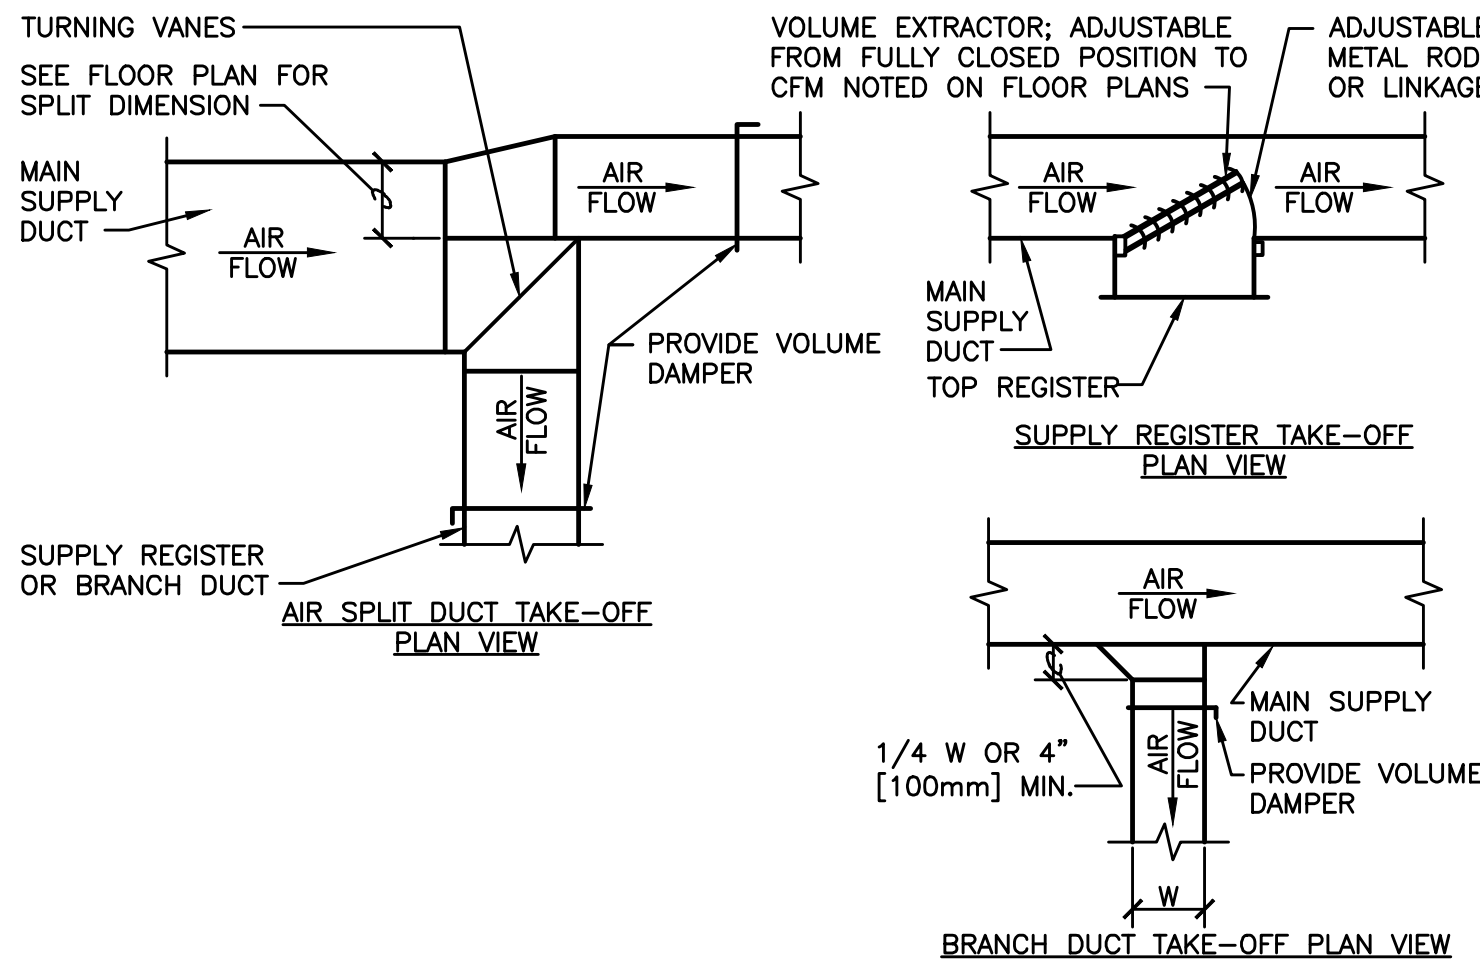 TURNING VANES
SEE FLOOR PLAN FOR
SPLIT DIMENSION
MAIN
SUPPLY
DUCT
AIR
FLOW
AIR
FLOW
PROVIDE VOLUME
DAMPER
AIR
FLOW
SUPPLY REGISTER
OR BRANCH DUCT
AIR SPLIT DUCT TAKE-OFF
PLAN VIEW
VOLUME EXTRACTOR; ADJUSTABLE
FROM FULLY CLOSED POSITION TO
CFM NOTED ON FLOOR PLANS
ADJUSTABLE
METAL ROD
OR LINKAGE
AIR
FLOW
AIR
FLOW
MAIN
SUPPLY
DUCT
TOP REGISTER
SUPPLY REGISTER TAKE-OFF
PLAN VIEW
AIR
FLOW
MAIN SUPPLY
DUCT
1/4 W OR 4"
[100mm] MIN.
AIR
FLOW
PROVIDE VOLUME
DAMPER
W
BRANCH DUCT TAKE-OFF PLAN VIEW